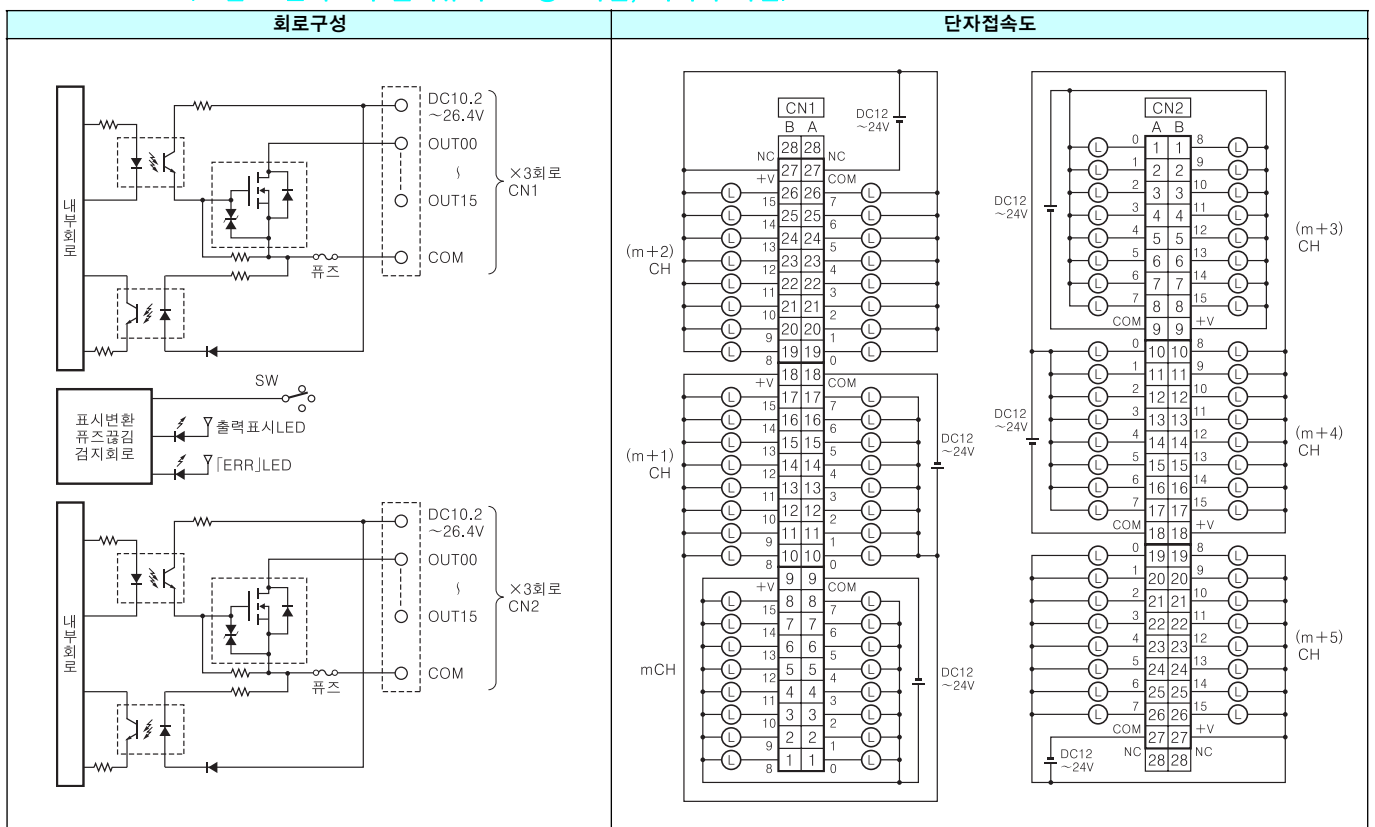 회로구성
단자접속도
내부회로
DC10.2
~26.4V
OUT00
~
OUT15
COM
퓨즈
×3회로
CN1
표시변환
퓨즈끊김
검지회로
SW
출력표시LED
「ERR」LED
내부회로
DC10.2
~26.4V
OUT00
~
OUT15
COM
퓨즈
×3회로
CN2
CN1
B A
DC12
~24V
28 28
NC NC
27 27
+V COM
L 26 26 L
15 7
L 25 25 L
14 6
L 24 24 L
13 5
L 23 23 L
12 4
L 22 22 L
11 3
L 21 21 L
10 2
L 20 20 L
9 1
L 19 19 L
8 0
(m+2)
CH
18 18
+V COM
L 17 17 L
15 7
L 16 16 L
14 6
L 15 15 L
13 5
L 14 14 L
12 4
L 13 13 L
11 3
L 12 12 L
10 2
L 11 11 L
9 1
L 10 10 L
8 0
(m+1)
CH
DC12
~24V
9 9
+V COM
L 8 8 L
15 7
L 7 7 L
14 6
L 6 6 L
13 5
L 5 5 L
12 4
L 4 4 L
11 3
L 3 3 L
10 2
L 2 2 L
9 1
L 1 1 L
8 0
mCH
DC12
~24V
CN2
A B
0 8
L 1 1 L
1 9
L 2 2 L
2 10
L 3 3 L
3 11
L 4 4 L
4 12
L 5 5 L
5 13
L 6 6 L
6 14
L 7 7 L
7 15
L 8 8 L
COM +V
9 9
DC12
~24V
(m+3)
CH
0 8
L 10 10 L
1 9
L 11 11 L
2 10
L 12 12 L
3 11
L 13 13 L
4 12
L 14 14 L
5 13
L 15 15 L
6 14
L 16 16 L
7 15
L 17 17 L
COM +V
18 18
DC12
~24V
(m+4)
CH
0 8
L 19 19 L
1 9
L 20 20 L
2 10
L 21 21 L
3 11
L 22 22 L
4 12
L 23 23 L
5 13
L 24 24 L
6 14
L 25 25 L
7 15
L 26 26 L
COM +V
27 27
NC NC
28 28
DC12
~24V
(m+5)
CH